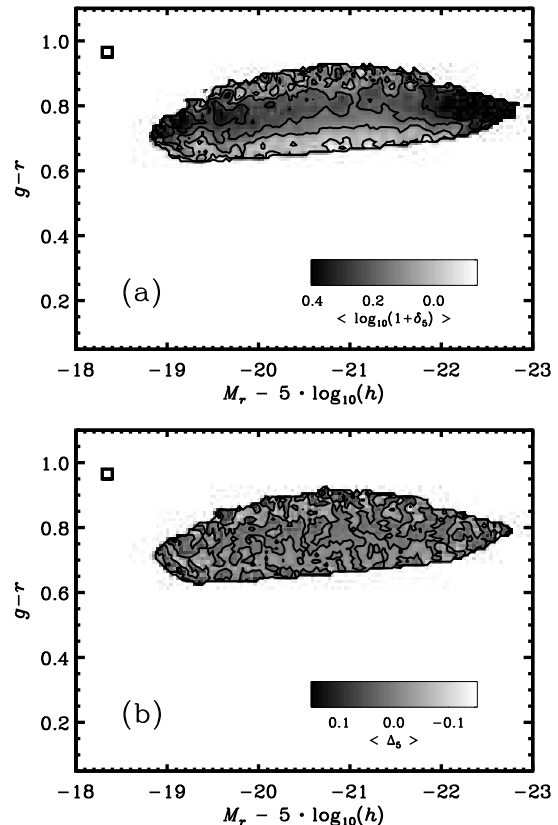 1.0
0.8
0.6
0.4
0.2
g−r
(a)
0.4 0.2 0.0
< log₁₀(1+δ₅) >
−18 −19 −20 −21 −22 −23
Mᵣ − 5 · log₁₀(h)
1.0
0.8
0.6
0.4
0.2
g−r
(b)
0.1 0.0 −0.1
< Δ₅ >
−18 −19 −20 −21 −22 −23
Mᵣ − 5 · log₁₀(h)